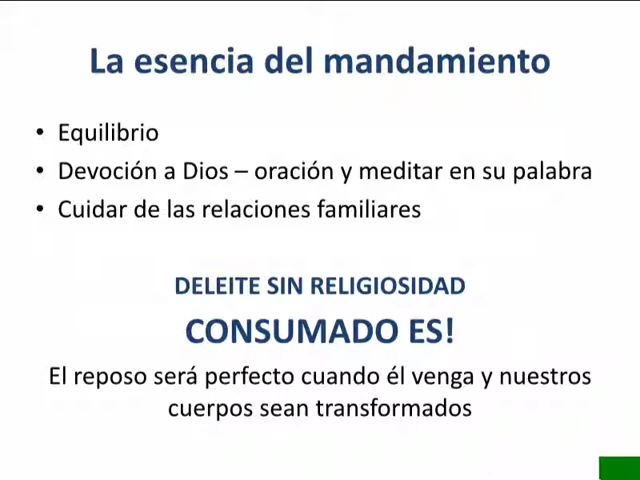 La esencia del mandamiento
• Equilibrio
• Devoción a Dios – oración y meditar en su palabra
• Cuidar de las relaciones familiares
DELEITE SIN RELIGIOSIDAD
CONSUMADO ES!
El reposo será perfecto cuando él venga y nuestros
cuerpos sean transformados